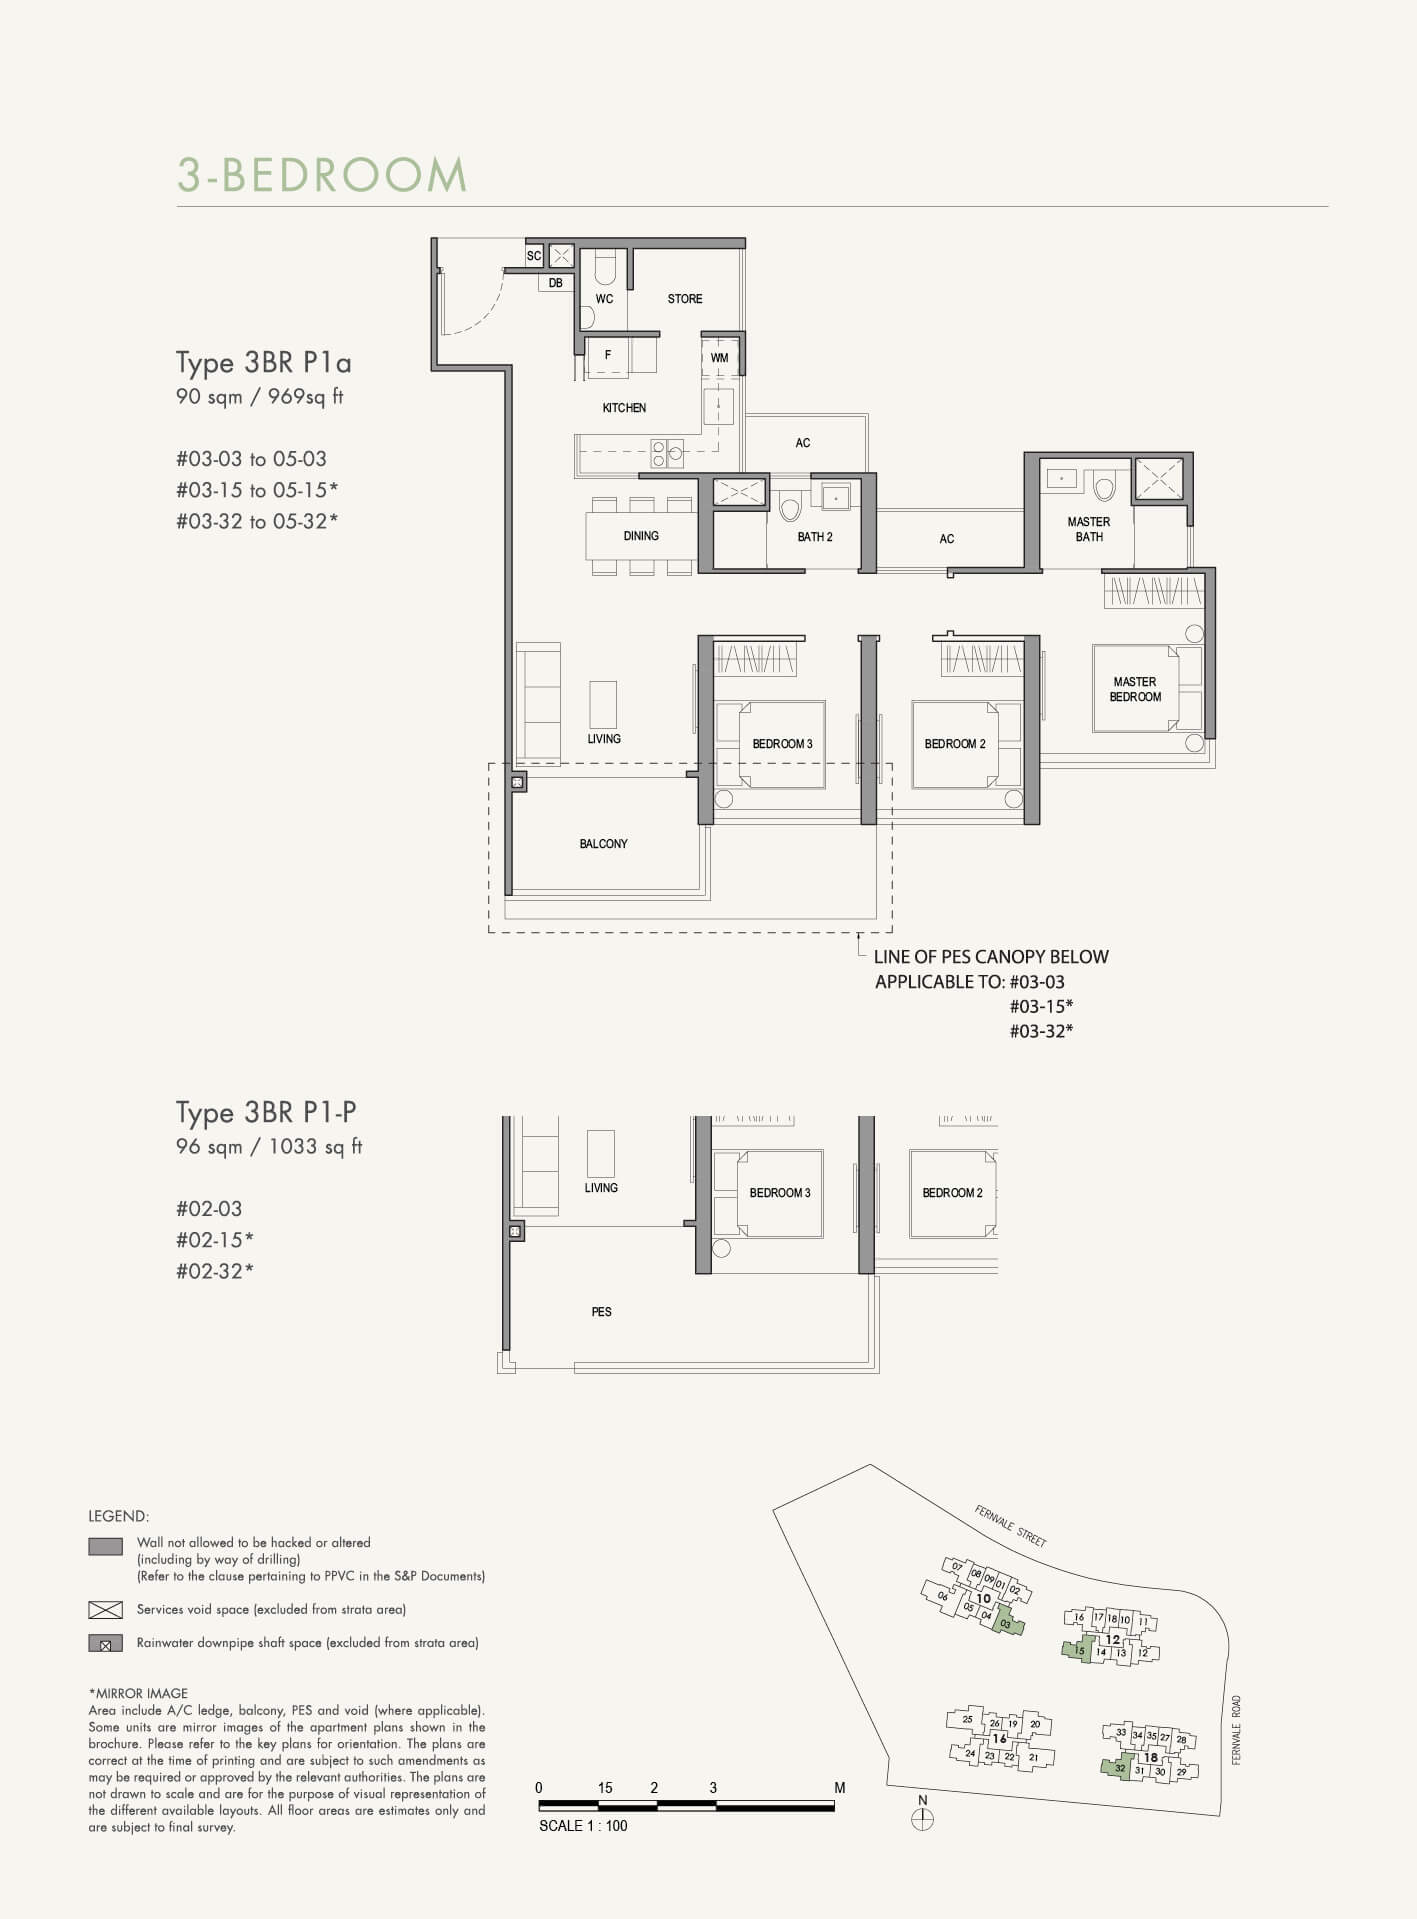 3-BEDROOM
Type 3BR P1a
90 sqm / 969sq ft
#03-03 to 05-03
#03-15 to 05-15*
#03-32 to 05-32*
SC
DB
WC
STORE
F
WM
KITCHEN
AC
DINING
BATH 2
AC
MASTER
BATH
MASTER
BEDROOM
LIVING
BEDROOM 3
BEDROOM 2
BALCONY
LINE OF PES CANOPY BELOW
APPLICABLE TO: #03-03
#03-15*
#03-32*
Type 3BR P1-P
96 sqm / 1033 sq ft
#02-03
#02-15*
#02-32*
LIVING
BEDROOM 3
BEDROOM 2
PES
LEGEND:
Wall not allowed to be hacked or altered
(including by way of drilling)
(Refer to the clause pertaining to PPVC in the S&P Documents)
Services void space (excluded from strata area)
Rainwater downpipe shaft space (excluded from strata area)
*MIRROR IMAGE
Area include A/C ledge, balcony, PES and void (where applicable).
Some units are mirror images of the apartment plans shown in the
brochure. Please refer to the key plans for orientation. The plans are
correct at the time of printing and are subject to such amendments as
may be required or approved by the relevant authorities. The plans are
not drawn to scale and are for the purpose of visual representation of
the different available layouts. All floor areas are estimates only and
are subject to final survey.
0 15 2 3 M
SCALE 1 : 100
FERNVALE STREET
07 08 09 01 02
06 10
05 04 03
16 17 18 10 11
12
15 14 13 12
25 26 19 20
16
24 23 22 21
33 34 35 27 28
18
32 31 30 29
FERNVALE ROAD
N